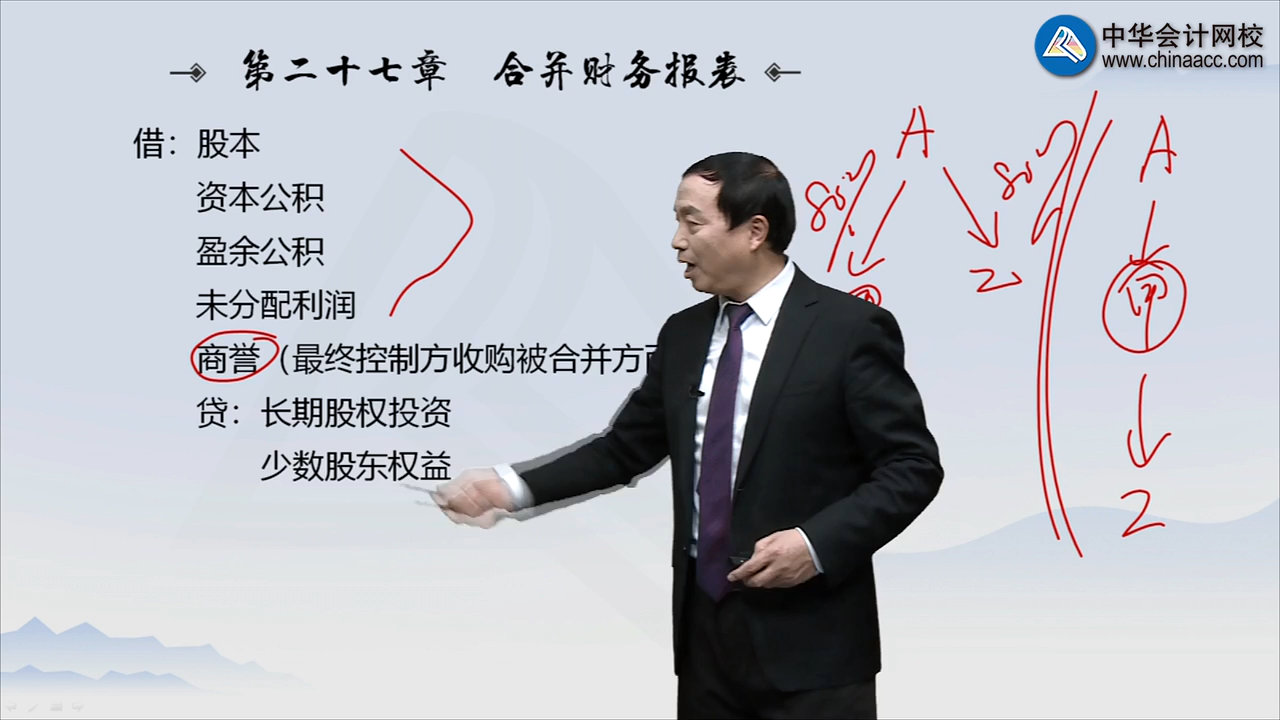 中华会计网校
www.chinaacc.com
第二十七章 合并财务报表
借：股本
资本公积
盈余公积
未分配利润
商誉（最终控制方收购被合并方
贷：长期股权投资
少数股东权益
A
80%
80%
乙
A
甲
乙